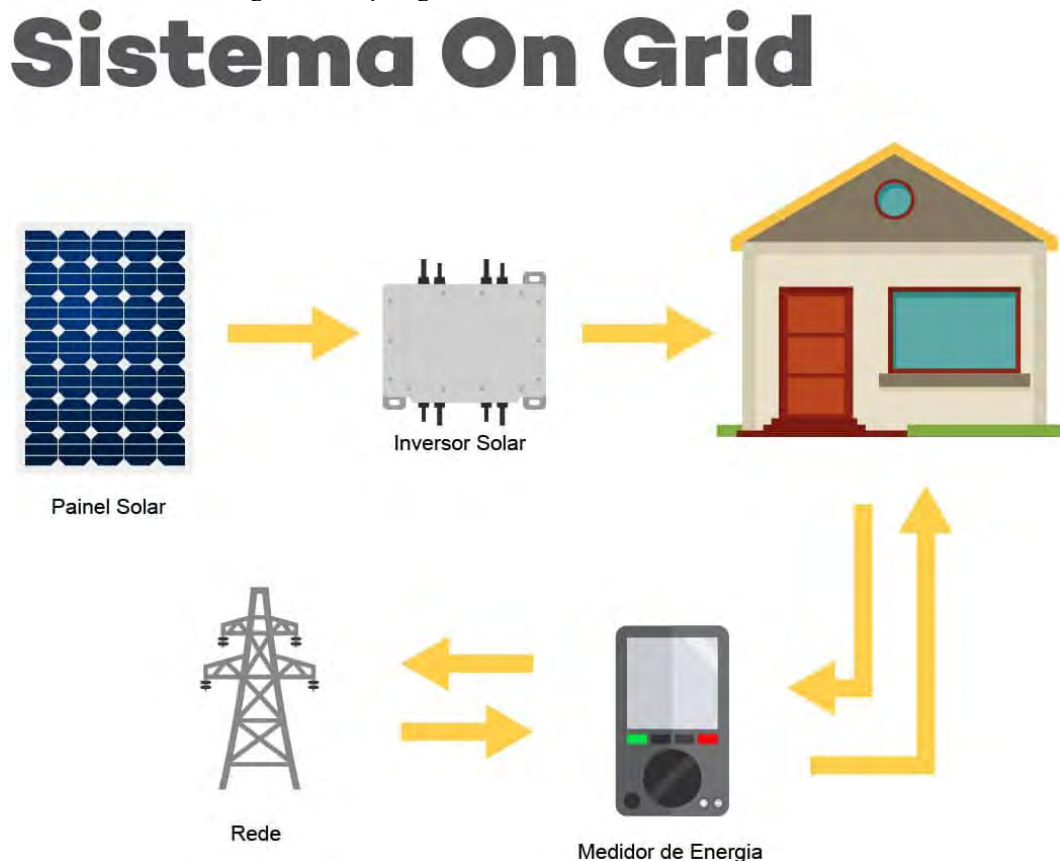 Sistema On Grid
Inversor Solar
Painel Solar
Rede
Medidor de Energia